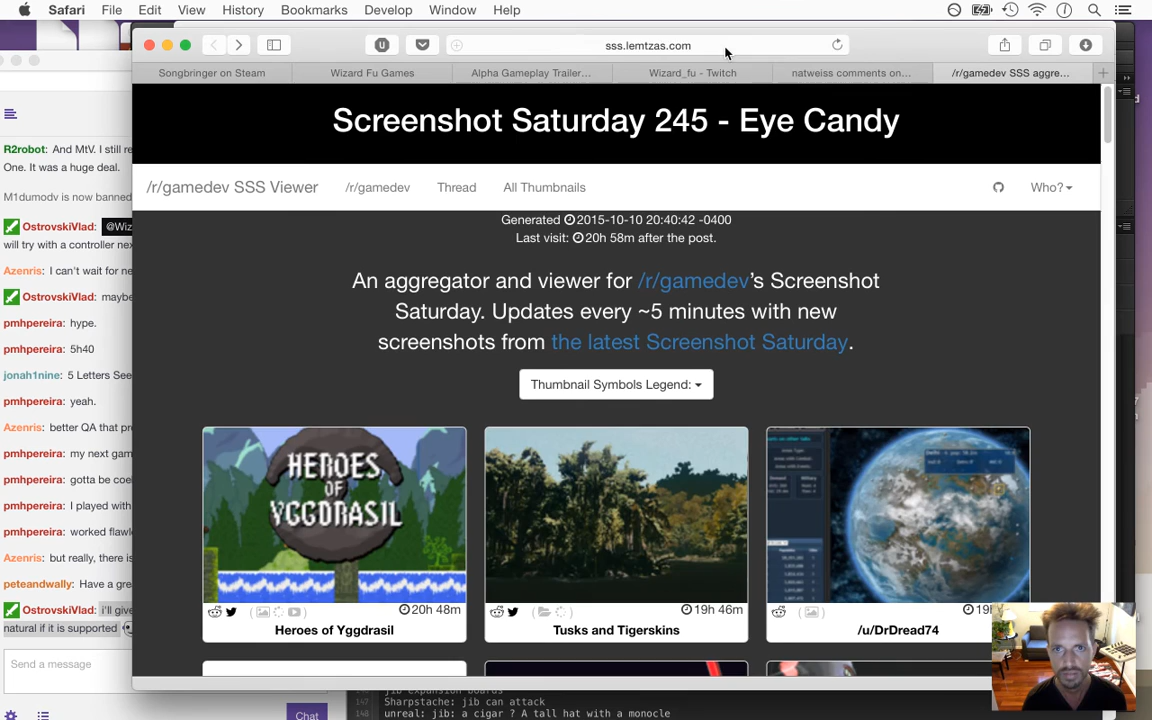 Safari File Edit View History Bookmarks Develop Window Help
sss.lemtzas.com
Songbringer on Steam
Wizard Fu Games
Alpha Gameplay Trailer...
Wizard_fu - Twitch
natweiss comments on...
/r/gamedev SSS aggre...
Screenshot Saturday 245 - Eye Candy
/r/gamedev SSS Viewer
/r/gamedev
Thread
All Thumbnails
Who?
Generated 2015-10-10 20:40:42 -0400
Last visit: 20h 58m after the post.
An aggregator and viewer for /r/gamedev's Screenshot
Saturday. Updates every ~5 minutes with new
screenshots from the latest Screenshot Saturday.
Thumbnail Symbols Legend:
HEROES
OF
YGGDRASIL
20h 48m
Heroes of Yggdrasil
19h 46m
Tusks and Tigerskins
/u/DrDread74
R2robot: And MtV. I still re
One. It was a huge deal.
M1dumodv is now banned
OstrovskiVlad: @Wiz
will try with a controller nex
Azenris: I can't wait for ne
OstrovskiVlad: maybe
pmhpereira: hype.
pmhpereira: 5h40
jonah1nine: 5 Letters See
pmhpereira: yeah.
Azenris: better QA that pr
pmhpereira: my next gam
pmhpereira: gotta be coe
pmhpereira: I played with
pmhpereira: worked flawl
Azenris: but really, there is
peteandwally: Have a gre
OstrovskiVlad: i'll give
natural if it is supported
Send a message
Chat
jib expansion boards
147 Sharpstache: jib can attack
148 unreal: jib: a cigar ? A tall hat with a monocle